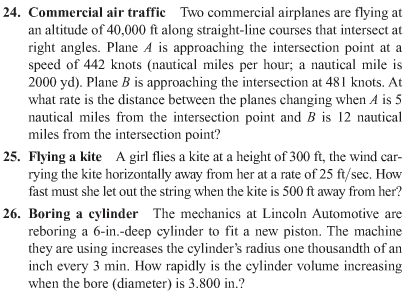 24. Commercial air traffic Two commercial airplanes are flying at
an altitude of 40,000 ft along straight-line courses that intersect at
right angles. Plane A is approaching the intersection point at a
speed of 442 knots (nautical miles per hour; a nautical mile is
2000 yd). Plane B is approaching the intersection at 481 knots. At
what rate is the distance between the planes changing when A is 5
nautical miles from the intersection point and B is 12 nautical
miles from the intersection point?
25. Flying a kite A girl flies a kite at a height of 300 ft, the wind car-
rying the kite horizontally away from her at a rate of 25 ft/sec. How
fast must she let out the string when the kite is 500 ft away from her?
26. Boring a cylinder The mechanics at Lincoln Automotive are
reboring a 6-in.-deep cylinder to fit a new piston. The machine
they are using increases the cylinder's radius one thousandth of an
inch every 3 min. How rapidly is the cylinder volume increasing
when the bore (diameter) is 3.800 in.?